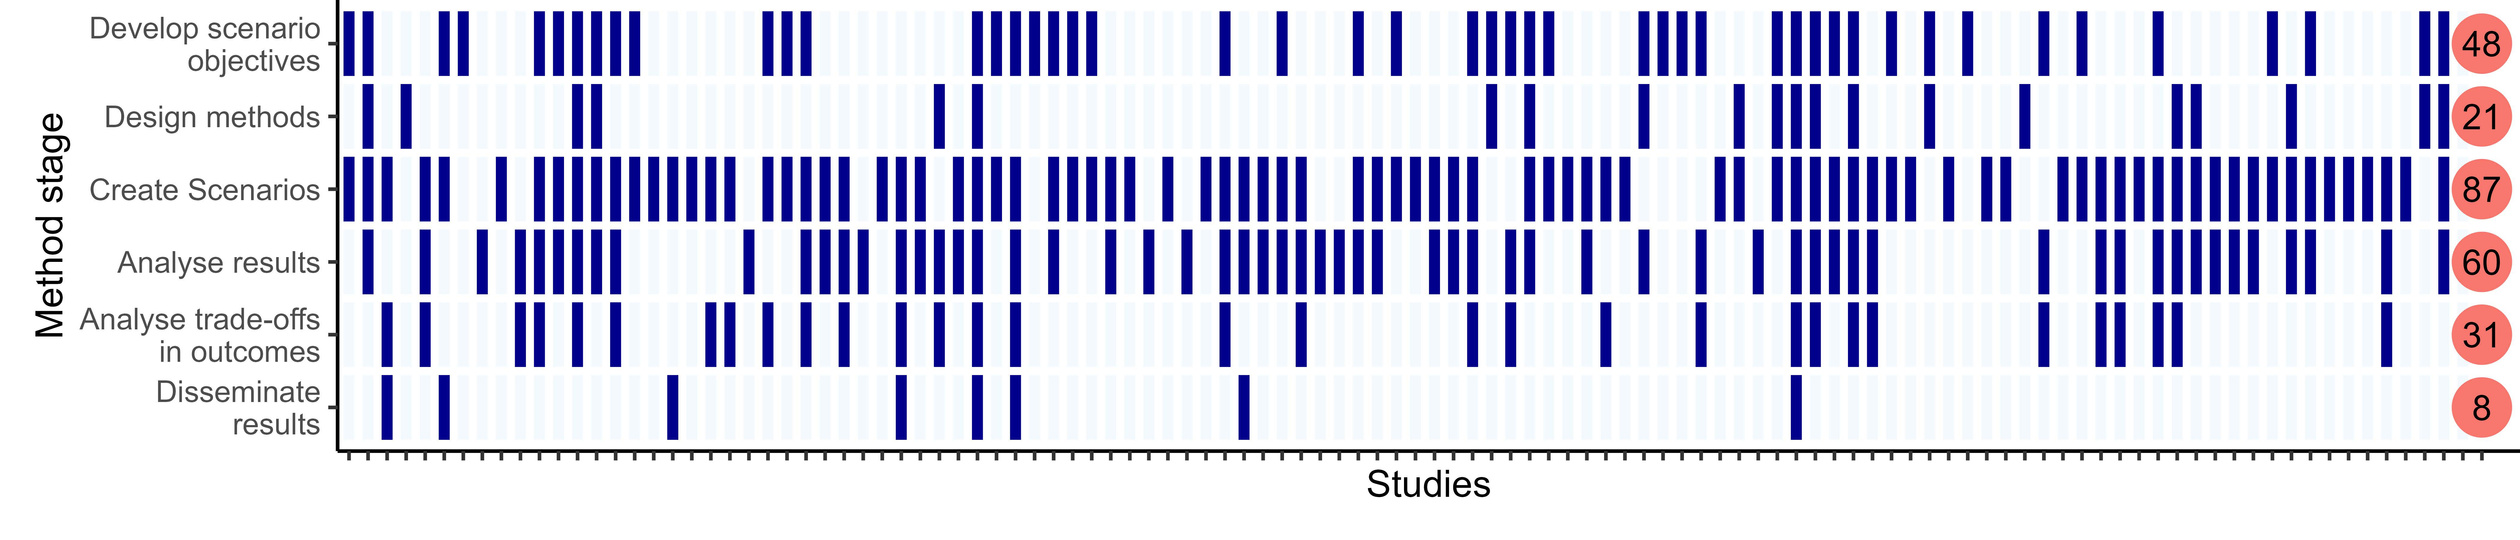 Develop scenario
objectives
48
Design methods
21
Create Scenarios
87
Analyse results
60
Analyse trade-offs
in outcomes
31
Disseminate
results
8
Method stage
Studies